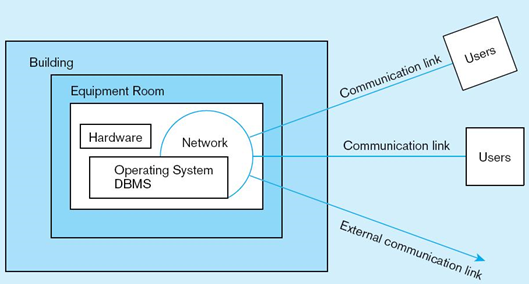 Building
Equipment Room
Hardware
Network
Operating System
DBMS
Communication link
Users
Communication link
Users
External communication link